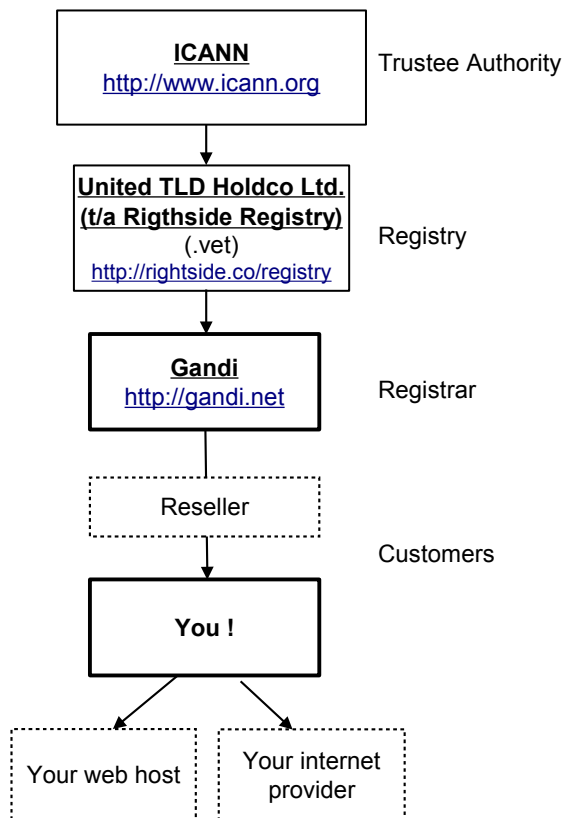 ICANN
http://www.icann.org
Trustee Authority
United TLD Holdco Ltd.
(t/a Rigthside Registry)
(.vet)
http://rightside.co/registry
Registry
Gandi
http://gandi.net
Registrar
Reseller
Customers
You !
Your web host
Your internet
provider